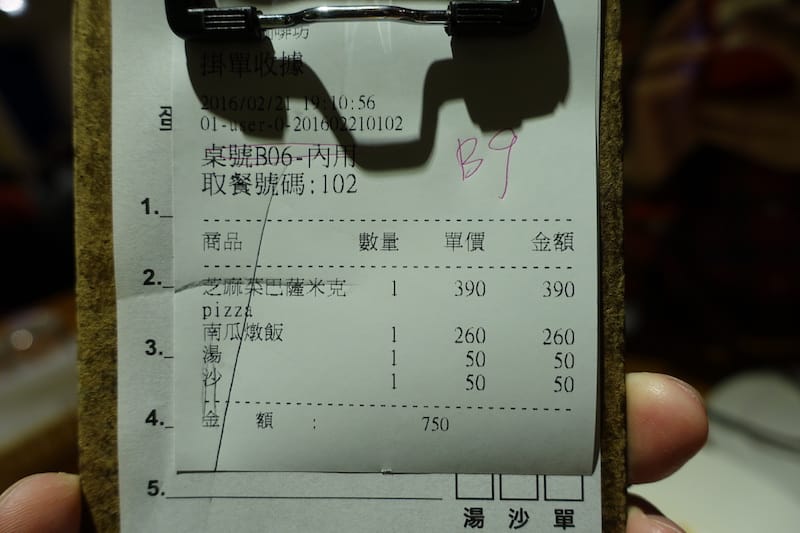 啡坊
掛單收據
2016/02/21 19:10:56
01-user-0-201602210102
桌號B06-內用
B9
取餐號碼:102
1.
商品 數量 單價 金額
2.
芝麻菜巴薩米克 1 390 390
pizza
南瓜燉飯 1 260 260
3.
湯 1 50 50
沙 1 50 50
4.
金 額 : 750
5.
湯 沙 單